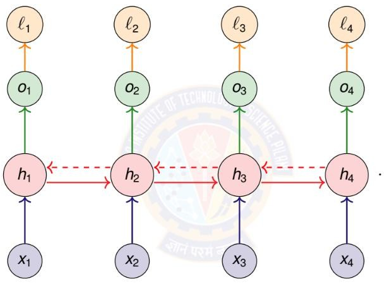 ℓ1 ℓ2 ℓ3 ℓ4
o1 o2 o3 o4
h1 h2 h3 h4 .
x1 x2 x3 x4